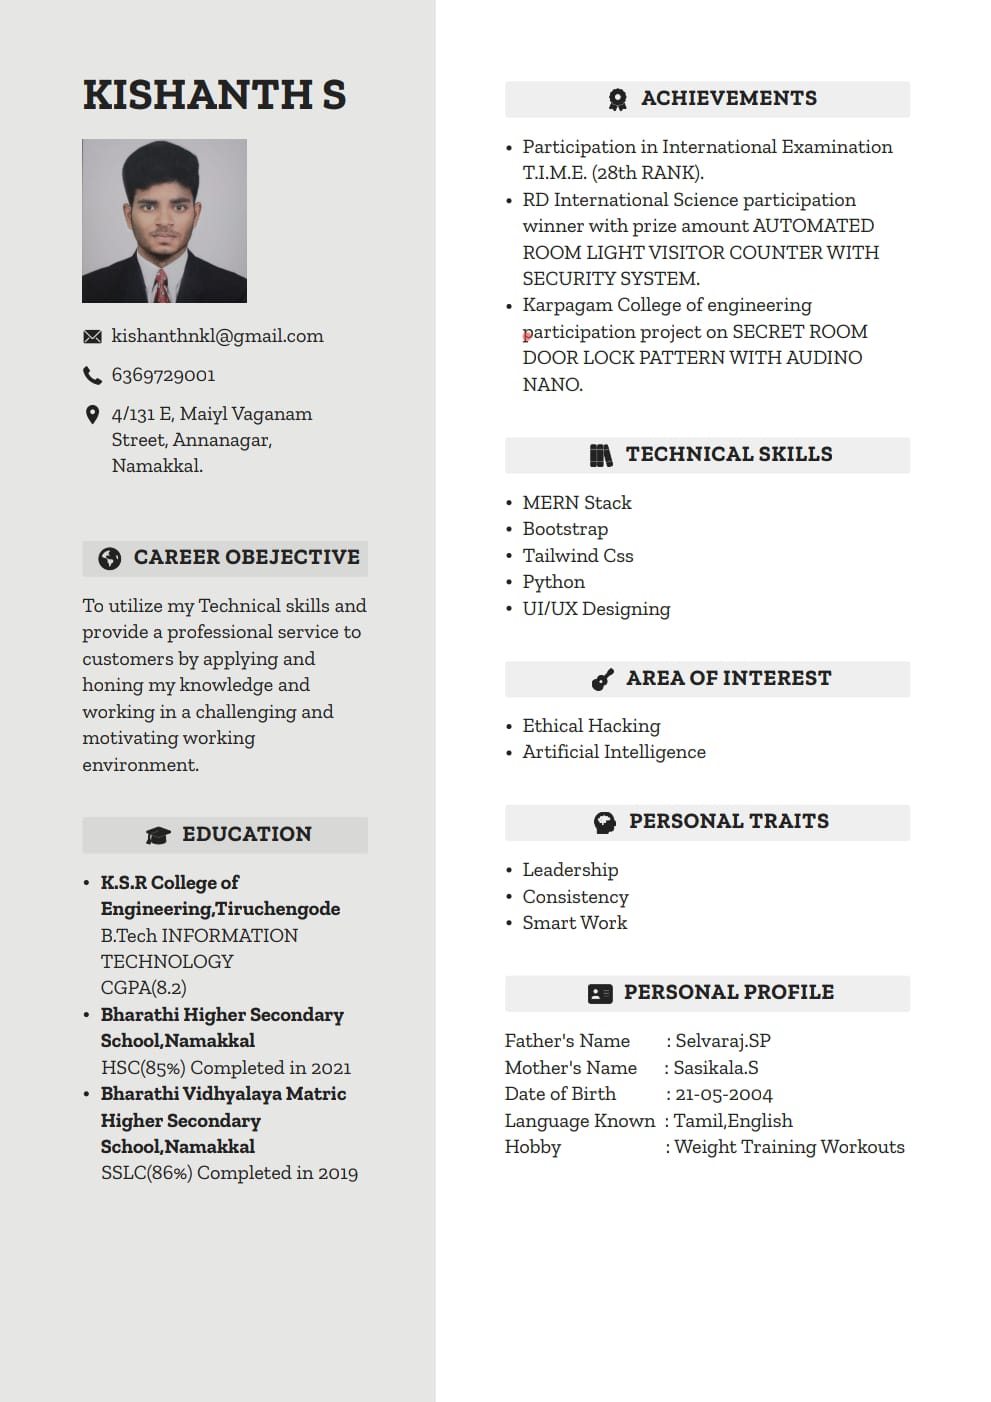 KISHANTH S
kishanthnkl@gmail.com
6369729001
4/131 E, Maiyl Vaganam
Street, Annanagar,
Namakkal.
CAREER OBEJECTIVE
To utilize my Technical skills and
provide a professional service to
customers by applying and
honing my knowledge and
working in a challenging and
motivating working
environment.
EDUCATION
• K.S.R College of
Engineering,Tiruchengode
B.Tech INFORMATION
TECHNOLOGY
CGPA(8.2)
• Bharathi Higher Secondary
School,Namakkal
HSC(85%) Completed in 2021
• Bharathi Vidhyalaya Matric
Higher Secondary
School,Namakkal
SSLC(86%) Completed in 2019
ACHIEVEMENTS
• Participation in International Examination
T.I.M.E. (28th RANK).
• RD International Science participation
winner with prize amount AUTOMATED
ROOM LIGHT VISITOR COUNTER WITH
SECURITY SYSTEM.
• Karpagam College of engineering
participation project on SECRET ROOM
DOOR LOCK PATTERN WITH AUDINO
NANO.
TECHNICAL SKILLS
• MERN Stack
• Bootstrap
• Tailwind Css
• Python
• UI/UX Designing
AREA OF INTEREST
• Ethical Hacking
• Artificial Intelligence
PERSONAL TRAITS
• Leadership
• Consistency
• Smart Work
PERSONAL PROFILE
Father's Name : Selvaraj.SP
Mother's Name : Sasikala.S
Date of Birth : 21-05-2004
Language Known : Tamil,English
Hobby : Weight Training Workouts